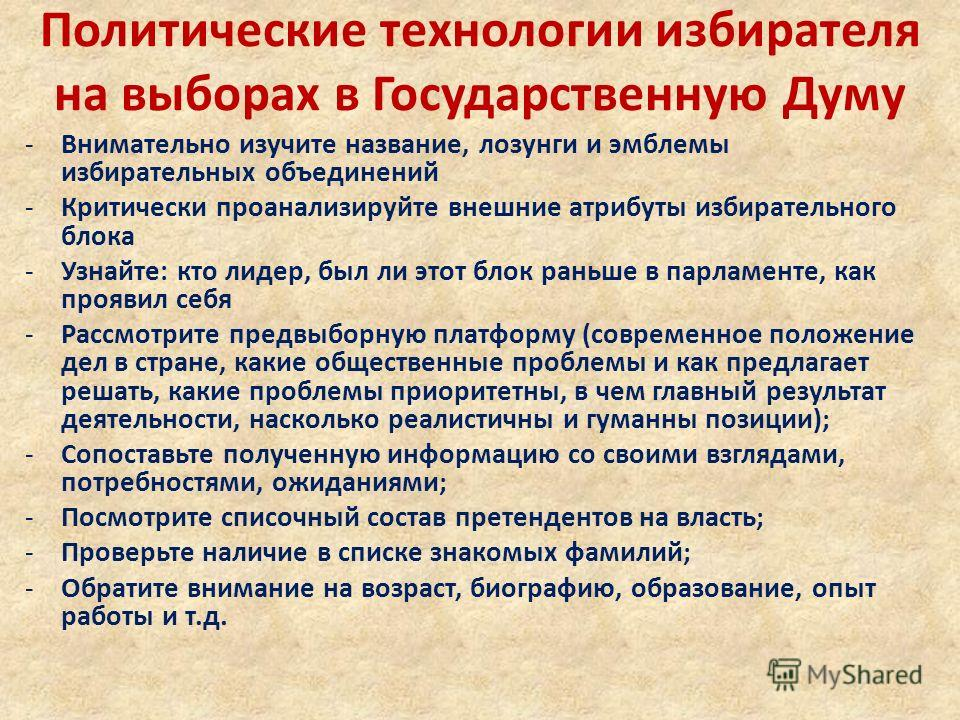 Политические технологии избирателя
на выборах в Государственную Думу
- Внимательно изучите название, лозунги и эмблемы
избирательных объединений
- Критически проанализируйте внешние атрибуты избирательного
блока
- Узнайте: кто лидер, был ли этот блок раньше в парламенте, как
проявил себя
- Рассмотрите предвыборную платформу (современное положение
дел в стране, какие общественные проблемы и как предлагает
решать, какие проблемы приоритетны, в чем главный результат
деятельности, насколько реалистичны и гуманны позиции);
- Сопоставьте полученную информацию со своими взглядами,
потребностями, ожиданиями;
- Посмотрите списочный состав претендентов на власть;
- Проверьте наличие в списке знакомых фамилий;
- Обратите внимание на возраст, биографию, образование, опыт
работы и т.д.
MyShared